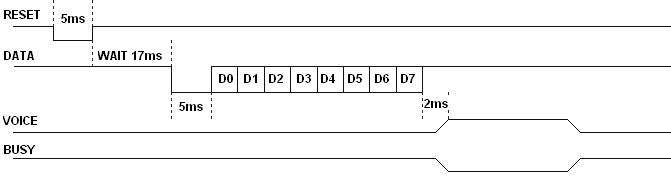 RESET 5ms
DATA WAIT 17ms
D0 D1 D2 D3 D4 D5 D6 D7
5ms 2ms
VOICE
BUSY